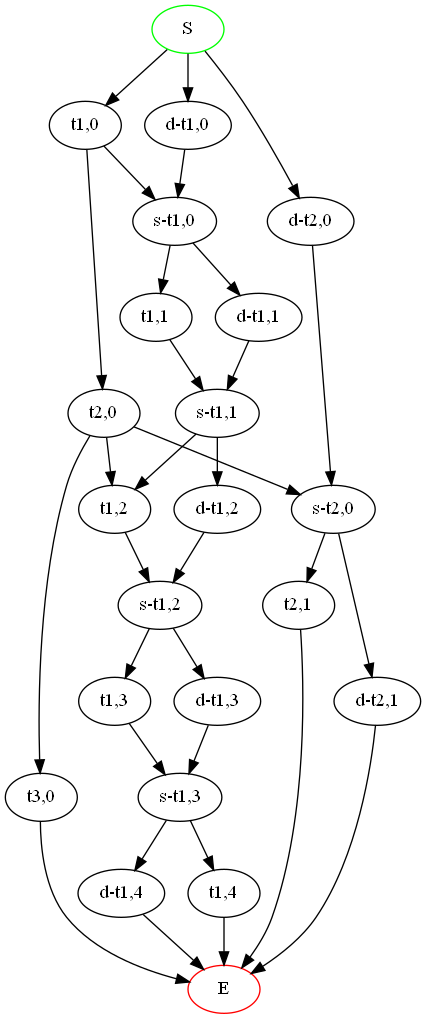 S
t1,0
d-t1,0
s-t1,0
d-t2,0
t1,1
d-t1,1
t2,0
s-t1,1
t1,2
d-t1,2
s-t2,0
s-t1,2
t2,1
t1,3
d-t1,3
d-t2,1
t3,0
s-t1,3
d-t1,4
t1,4
E